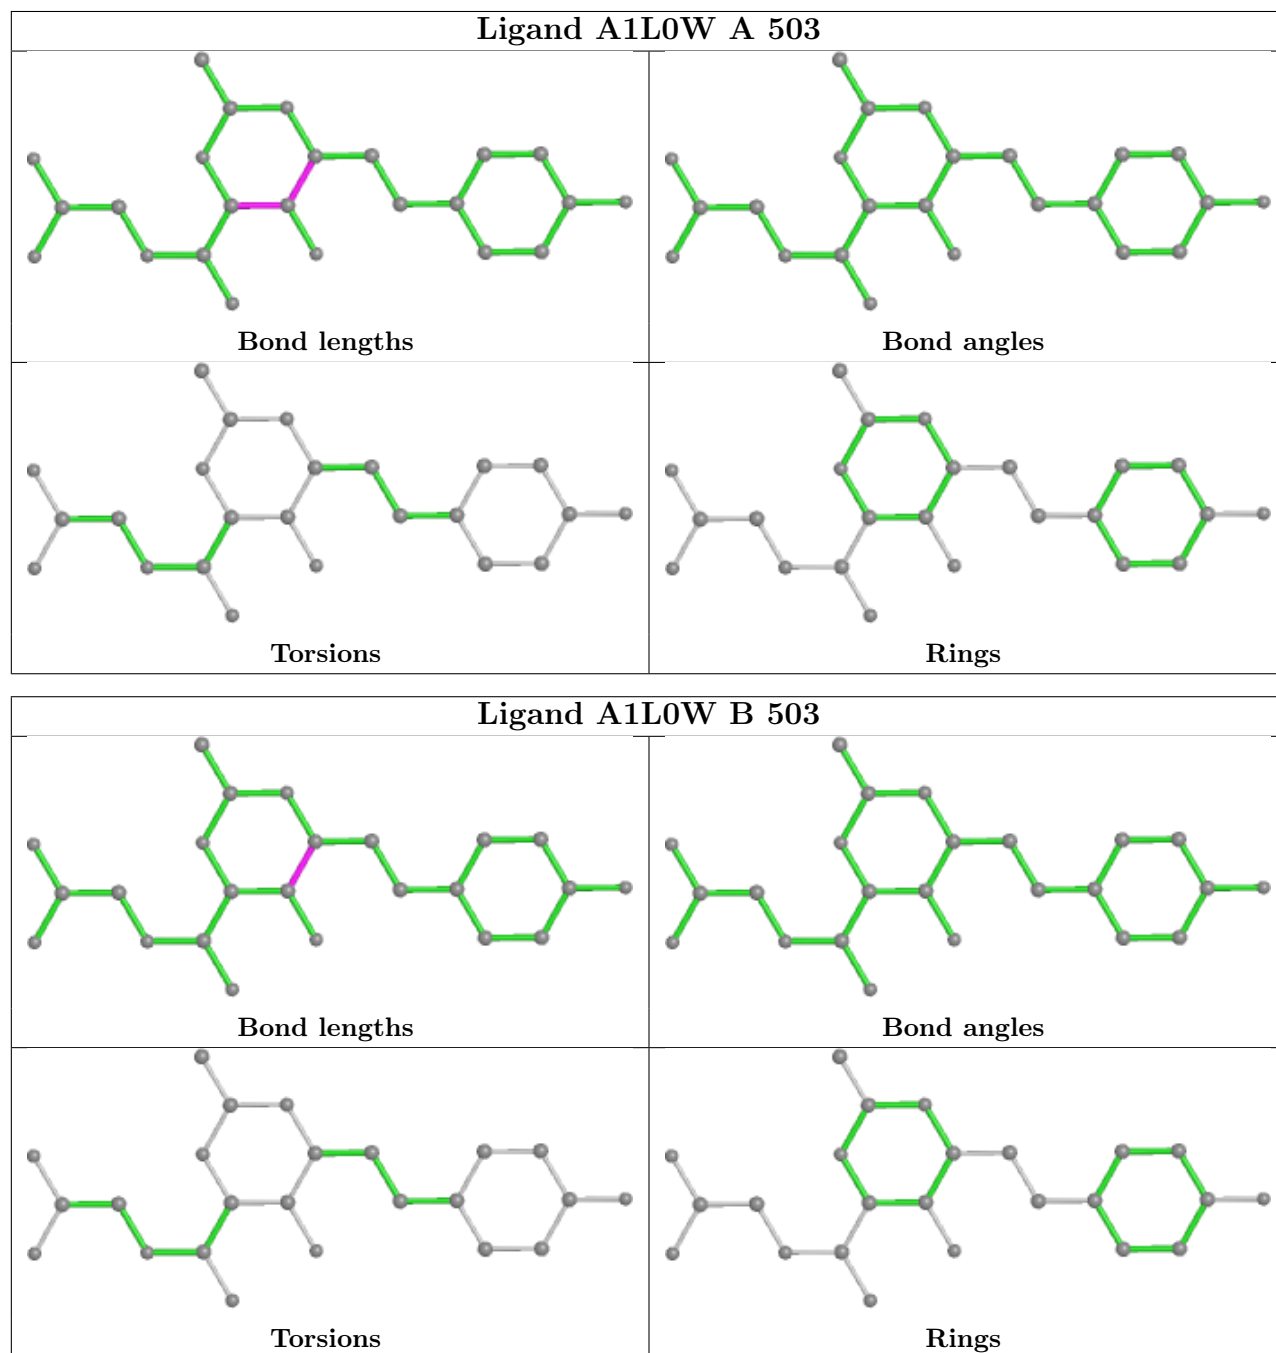 Ligand A1L0W A 503
Bond lengths
Bond angles
Torsions
Rings
Ligand A1L0W B 503
Bond lengths
Bond angles
Torsions
Rings